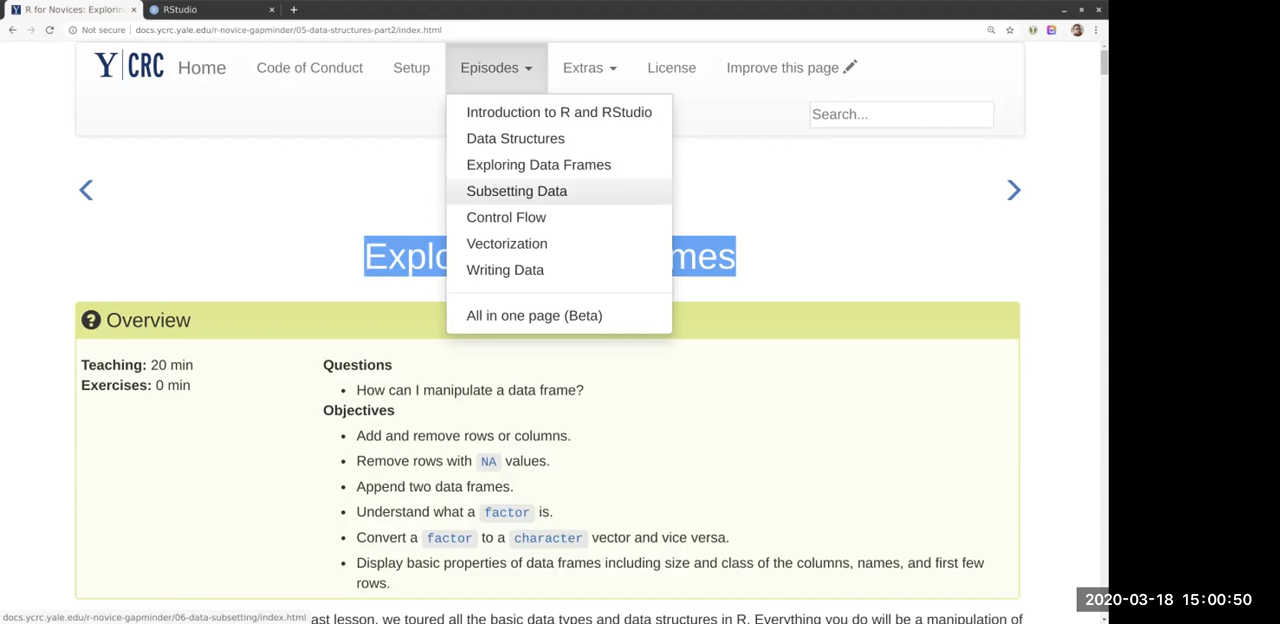 R for Novices: Explorin
RStudio
Not secure | docs.ycrc.yale.edu/r-novice-gapminder/05-data-structures-part2/index.html
Y CRC Home Code of Conduct Setup Episodes Extras License Improve this page
Search...
Introduction to R and RStudio
Data Structures
Exploring Data Frames
Subsetting Data
Control Flow
Vectorization
Writing Data
All in one page (Beta)
Explo mes
Overview
Teaching: 20 min
Exercises: 0 min
Questions
• How can I manipulate a data frame?
Objectives
• Add and remove rows or columns.
• Remove rows with NA values.
• Append two data frames.
• Understand what a factor is.
• Convert a factor to a character vector and vice versa.
• Display basic properties of data frames including size and class of the columns, names, and first few
rows.
2020-03-18 15:00:50
docs.ycrc.yale.edu/r-novice-gapminder/06-data-subsetting/index.html
ast lesson, we toured all the basic data types and data structures in R. Everything you do will be a manipulation of